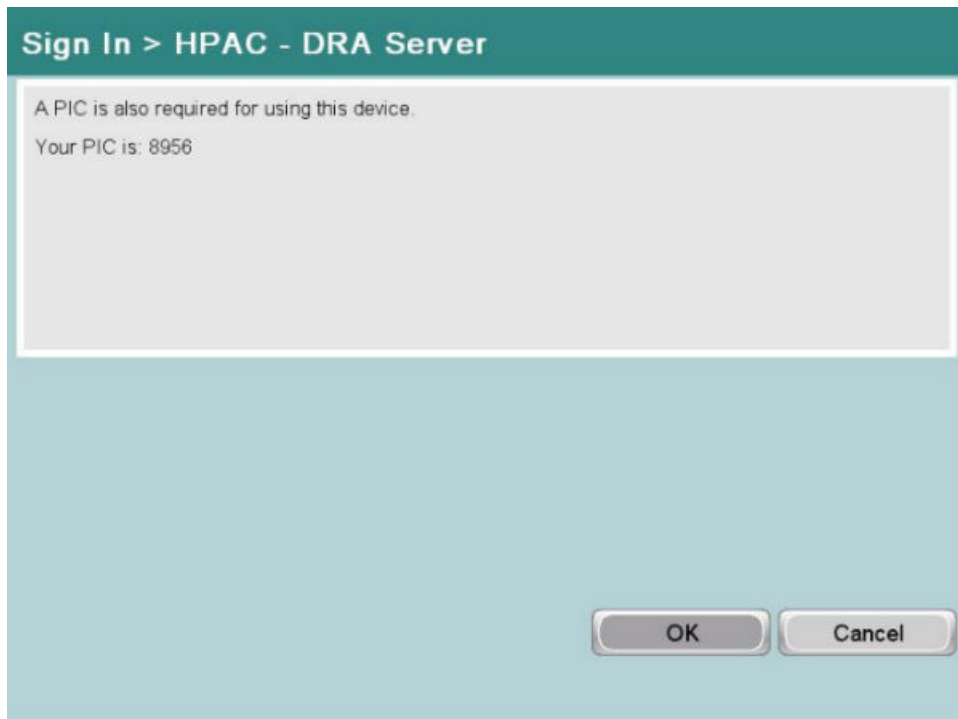 Sign In > HPAC - DRA Server
A PIC is also required for using this device.
Your PIC is: 8956
OK
Cancel